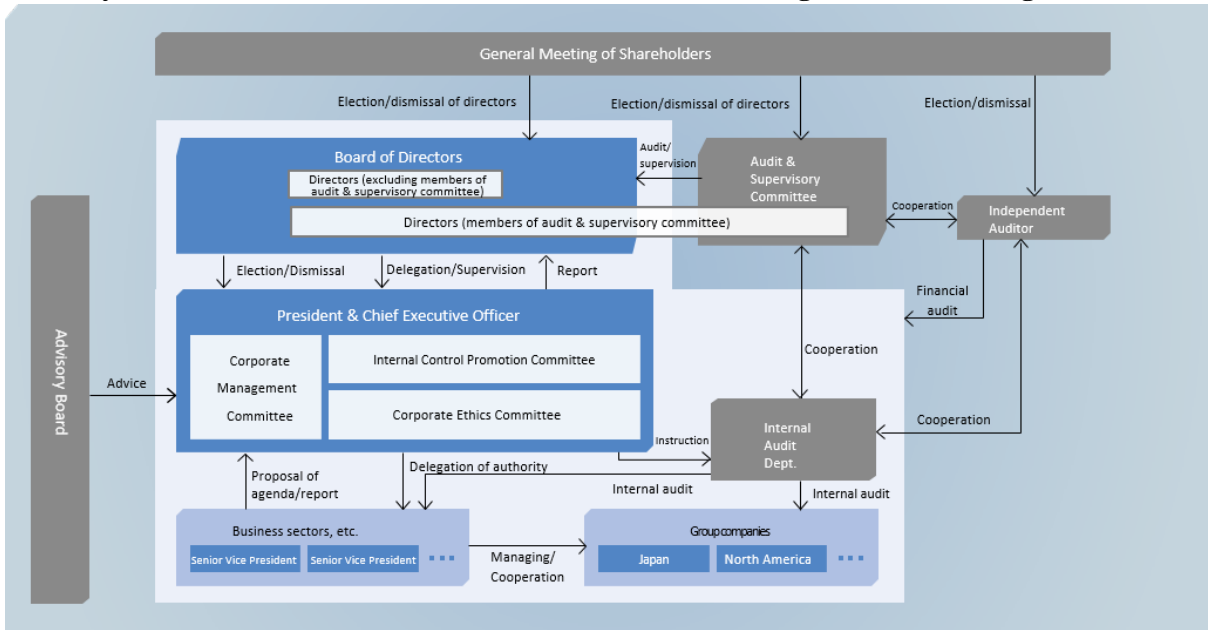 General Meeting of Shareholders
Election/dismissal of directors
Election/dismissal of directors
Election/dismissal
Board of Directors
Directors (excluding members of
audit & supervisory committee)
Directors (members of audit & supervisory committee)
Audit/
supervision
Audit &
Supervisory
Committee
Cooperation
Independent
Auditor
Election/Dismissal
Delegation/Supervision
Report
Financial
audit
President & Chief Executive Officer
Corporate
Management
Committee
Internal Control Promotion Committee
Corporate Ethics Committee
Advisory Board
Advice
Cooperation
Cooperation
Internal
Audit
Dept.
Instruction
Proposal of
agenda/report
Delegation of authority
Internal audit
Internal audit
Business sectors, etc.
Senior Vice President
Senior Vice President
Managing/
Cooperation
Group companies
Japan
North America